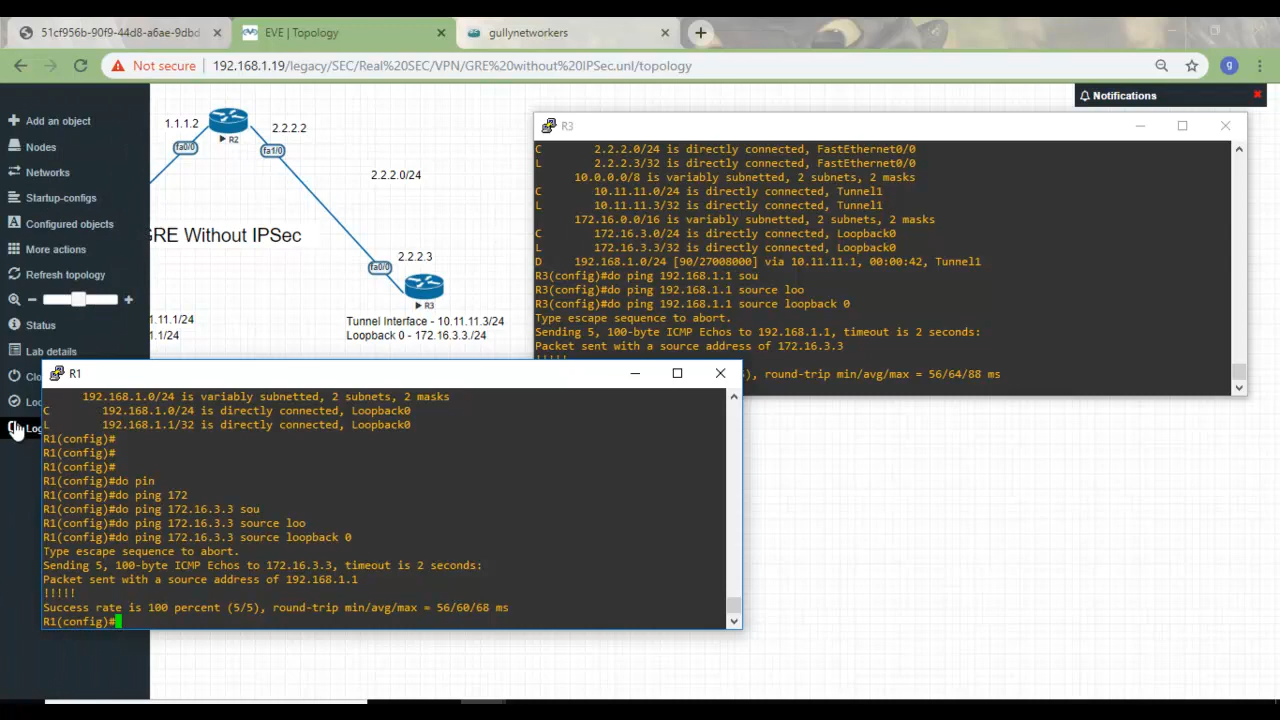 51cf956b-90f9-44d8-a6ae-9dbd
EVE | Topology
gullynetworkers
Not secure
192.168.1.19/legacy/SEC/Real%20SEC/VPN/GRE%20without%20IPSec.unl/topology
g
Add an object
Nodes
Networks
Startup-configs
Configured objects
More actions
Refresh topology
Status
Lab details
Clo
Loc
Log
Notifications
1.1.1.2
R2
2.2.2.2
fa0/0
fa1/0
2.2.2.0/24
GRE Without IPSec
2.2.2.3
fa0/0
R3
.11.1/24
.1/24
Tunnel Interface - 10.11.11.3/24
Loopback 0 - 172.16.3.3./24
R3
C        2.2.2.0/24 is directly connected, FastEthernet0/0
L        2.2.2.3/32 is directly connected, FastEthernet0/0
      10.0.0.0/8 is variably subnetted, 2 subnets, 2 masks
C        10.11.11.0/24 is directly connected, Tunnel1
L        10.11.11.3/32 is directly connected, Tunnel1
      172.16.0.0/16 is variably subnetted, 2 subnets, 2 masks
C        172.16.3.0/24 is directly connected, Loopback0
L        172.16.3.3/32 is directly connected, Loopback0
D     192.168.1.0/24 [90/27008000] via 10.11.11.1, 00:00:42, Tunnel1
R3(config)#do ping 192.168.1.1 sou
R3(config)#do ping 192.168.1.1 source loo
R3(config)#do ping 192.168.1.1 source loopback 0
Type escape sequence to abort.
Sending 5, 100-byte ICMP Echos to 192.168.1.1, timeout is 2 seconds:
Packet sent with a source address of 172.16.3.3
!!!!!
), round-trip min/avg/max = 56/64/88 ms
R1
      192.168.1.0/24 is variably subnetted, 2 subnets, 2 masks
C        192.168.1.0/24 is directly connected, Loopback0
L        192.168.1.1/32 is directly connected, Loopback0
R1(config)#
R1(config)#
R1(config)#
R1(config)#do pin
R1(config)#do ping 172
R1(config)#do ping 172.16.3.3 sou
R1(config)#do ping 172.16.3.3 source loo
R1(config)#do ping 172.16.3.3 source loopback 0
Type escape sequence to abort.
Sending 5, 100-byte ICMP Echos to 172.16.3.3, timeout is 2 seconds:
Packet sent with a source address of 192.168.1.1
!!!!!
Success rate is 100 percent (5/5), round-trip min/avg/max = 56/60/68 ms
R1(config)#